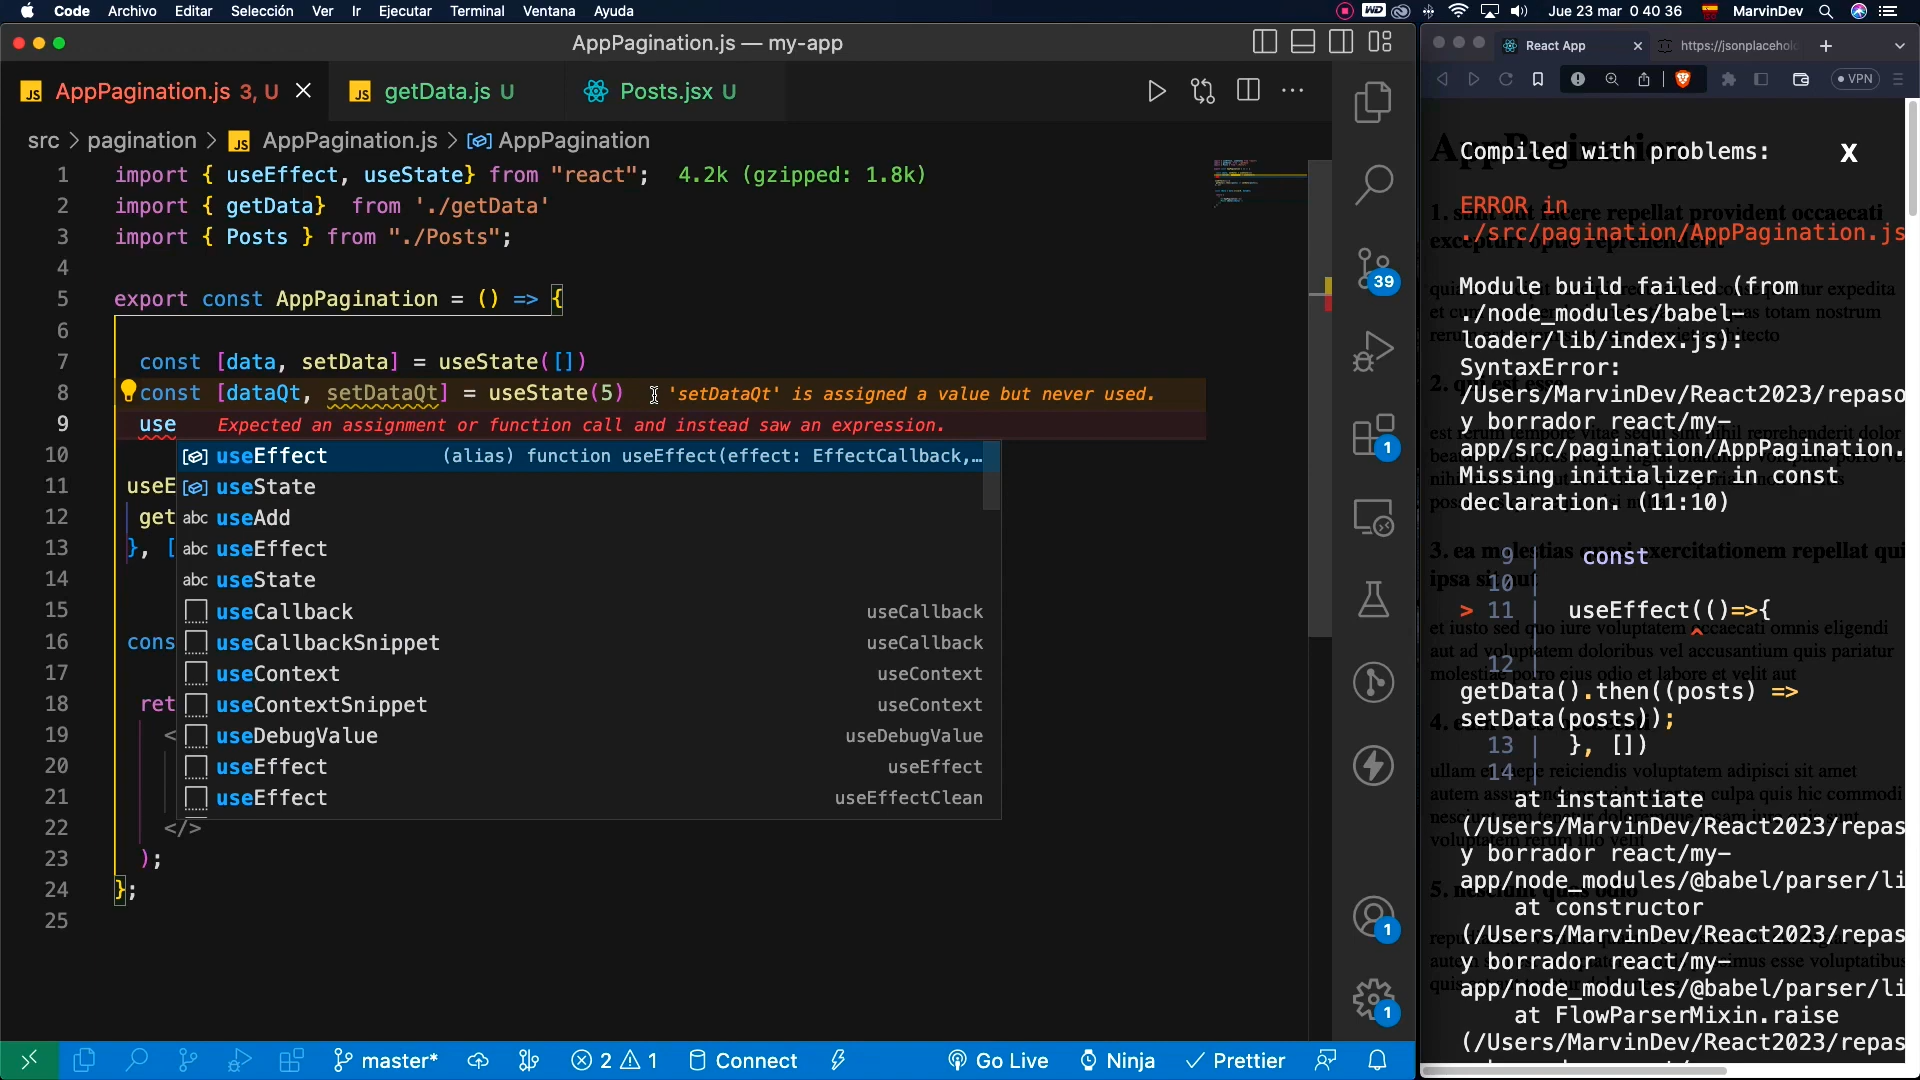 Code Archivo Editar Selección Ver Ir Ejecutar Terminal Ventana Ayuda
WD Jue 23 mar 0 40 36 MarvinDev
AppPagination.js — my-app
AppPagination.js 3, U
getData.js U
Posts.jsx U
src > pagination > AppPagination.js > AppPagination
1 import { useEffect, useState} from "react"; 4.2k (gzipped: 1.8k)
2 import { getData} from './getData'
3 import { Posts } from "./Posts";
4
5 export const AppPagination = () => {
6
7 const [data, setData] = useState([])
8 const [dataQt, setDataQt] = useState(5) 'setDataQt' is assigned a value but never used.
9 use Expected an assignment or function call and instead saw an expression.
10
11 useE
12 get
13 }, [
14
15
16 cons
17
18 ret
19 <
20
21
22 </>
23 );
24 };
25
useEffect (alias) function useEffect(effect: EffectCallback,…
useState
abc useAdd
abc useEffect
abc useState
useCallback useCallback
useCallbackSnippet useCallback
useContext useContext
useContextSnippet useContext
useDebugValue useDebugValue
useEffect useEffect
useEffect useEffectClean
39
1
1
1
master* 2 1 Connect Go Live Ninja Prettier
React App
https://jsonplacehol
VPN
AppPagination
Compiled with problems: X
ERROR in
./src/pagination/AppPagination.js
Module build failed (from
./node_modules/babel-
loader/lib/index.js):
SyntaxError:
/Users/MarvinDev/React2023/repaso
y borrador react/my-
app/src/pagination/AppPagination.
Missing initializer in const
declaration. (11:10)
9 | const
10 |
> 11 | useEffect(()=>{
| ^
12 |
getData().then((posts) =>
setData(posts));
13 | }, [])
14 |
at instantiate
(/Users/MarvinDev/React2023/repas
y borrador react/my-
app/node_modules/@babel/parser/li
at constructor
(/Users/MarvinDev/React2023/repas
y borrador react/my-
app/node_modules/@babel/parser/li
at FlowParserMixin.raise
(/Users/MarvinDev/React2023/repas